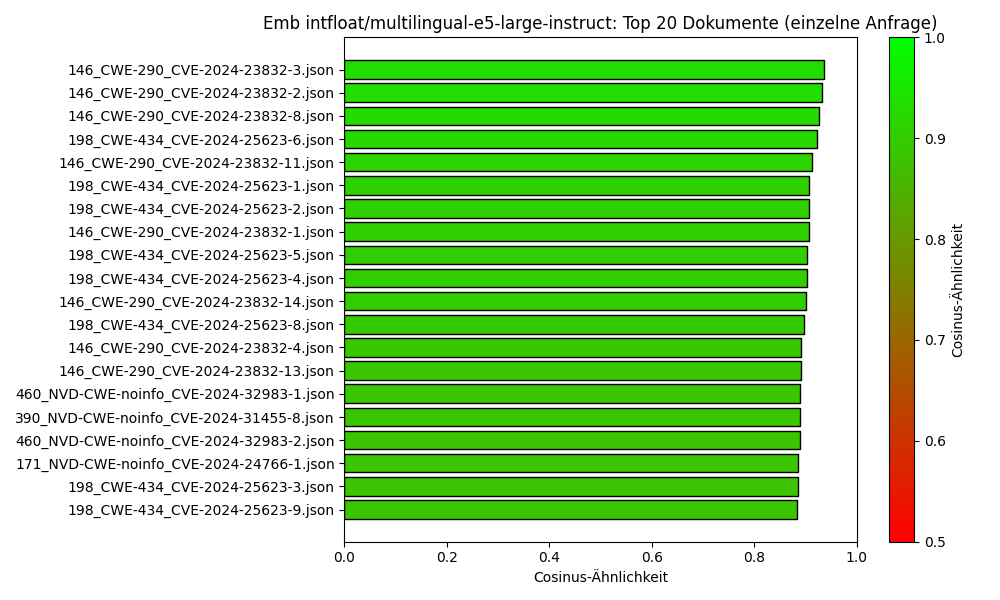 Emb intfloat/multilingual-e5-large-instruct: Top 20 Dokumente (einzelne Anfrage)
146_CWE-290_CVE-2024-23832-3.json
146_CWE-290_CVE-2024-23832-2.json
146_CWE-290_CVE-2024-23832-8.json
198_CWE-434_CVE-2024-25623-6.json
146_CWE-290_CVE-2024-23832-11.json
198_CWE-434_CVE-2024-25623-1.json
198_CWE-434_CVE-2024-25623-2.json
146_CWE-290_CVE-2024-23832-1.json
198_CWE-434_CVE-2024-25623-5.json
198_CWE-434_CVE-2024-25623-4.json
146_CWE-290_CVE-2024-23832-14.json
198_CWE-434_CVE-2024-25623-8.json
146_CWE-290_CVE-2024-23832-4.json
146_CWE-290_CVE-2024-23832-13.json
460_NVD-CWE-noinfo_CVE-2024-32983-1.json
390_NVD-CWE-noinfo_CVE-2024-31455-8.json
460_NVD-CWE-noinfo_CVE-2024-32983-2.json
171_NVD-CWE-noinfo_CVE-2024-24766-1.json
198_CWE-434_CVE-2024-25623-3.json
198_CWE-434_CVE-2024-25623-9.json
0.0 0.2 0.4 0.6 0.8 1.0
Cosinus-Ähnlichkeit
1.0
0.9
0.8
0.7
0.6
0.5
Cosinus-Ähnlichkeit